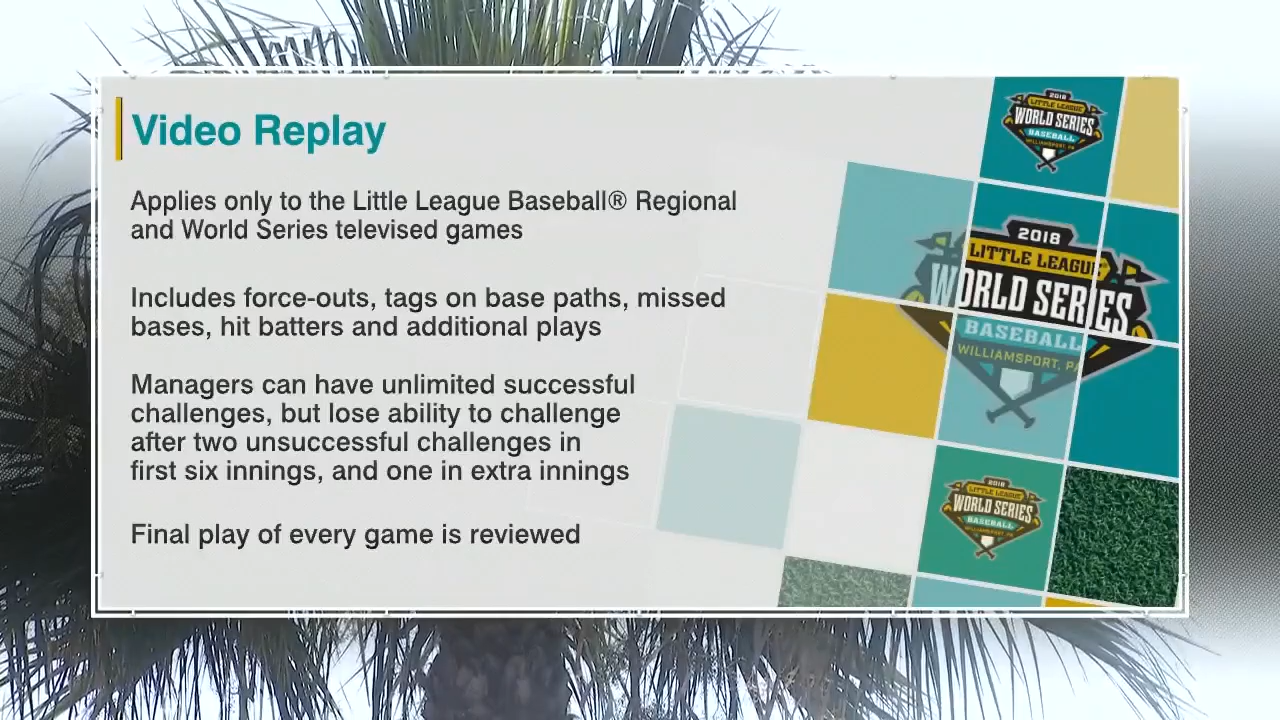 Video Replay
Applies only to the Little League Baseball® Regional
and World Series televised games
Includes force-outs, tags on base paths, missed
bases, hit batters and additional plays
Managers can have unlimited successful
challenges, but lose ability to challenge
after two unsuccessful challenges in
first six innings, and one in extra innings
Final play of every game is reviewed
2018
LITTLE LEAGUE
WORLD SERIES
BASEBALL
WILLIAMSPORT, PA
2018
LITTLE LEAGUE
WORLD SERIES
BASEBALL
WILLIAMSPORT, PA
2018
LITTLE LEAGUE
WORLD SERIES
BASEBALL
WILLIAMSPORT, PA